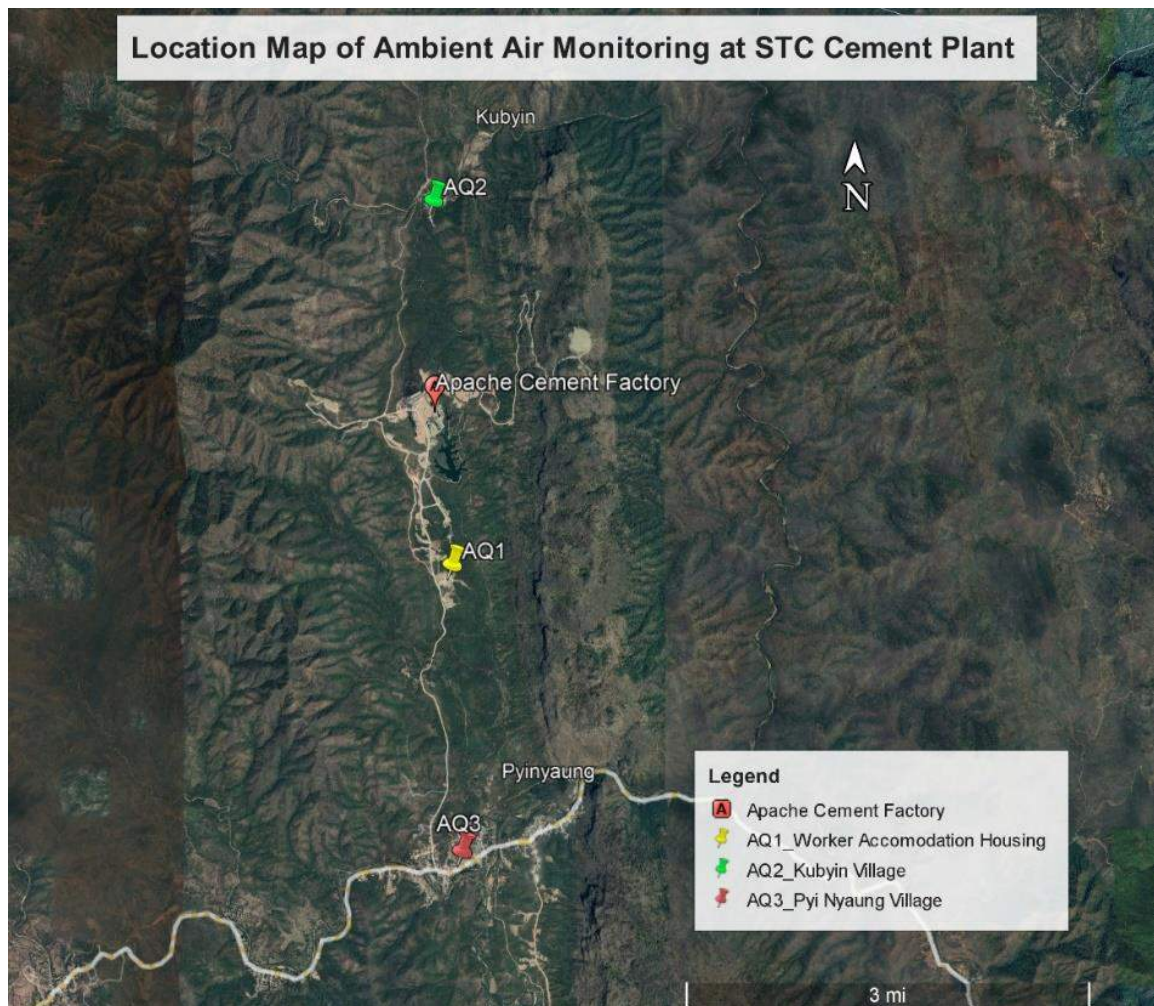 Location Map of Ambient Air Monitoring at STC Cement Plant
Kubyin
AQ2
N
Apache Cement Factory
AQ1
Pyinyaung
AQ3
Legend
A Apache Cement Factory
AQ1_Worker Accomodation Housing
AQ2_Kubyin Village
AQ3_Pyi Nyaung Village
3 mi